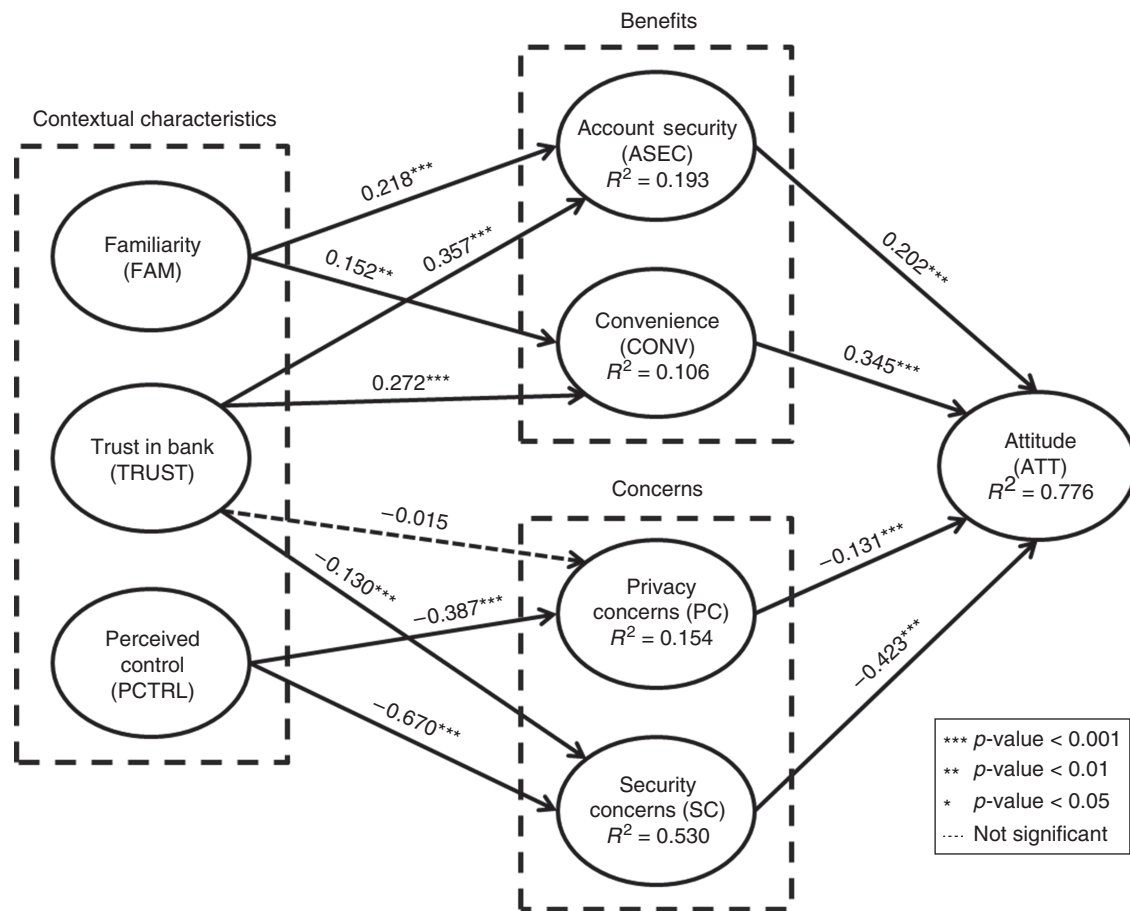 Benefits
Contextual characteristics
Account security
(ASEC)
R² = 0.193
0.218***
Familiarity
(FAM)
0.357***
0.152**
0.202***
Convenience
(CONV)
R² = 0.106
0.345***
0.272***
Trust in bank
(TRUST)
Attitude
(ATT)
R² = 0.776
Concerns
−0.015
−0.131***
−0.130***
Privacy
concerns (PC)
R² = 0.154
−0.387***
Perceived
control
(PCTRL)
−0.423***
−0.670***
Security
concerns (SC)
R² = 0.530
*** p-value < 0.001
** p-value < 0.01
* p-value < 0.05
Not significant